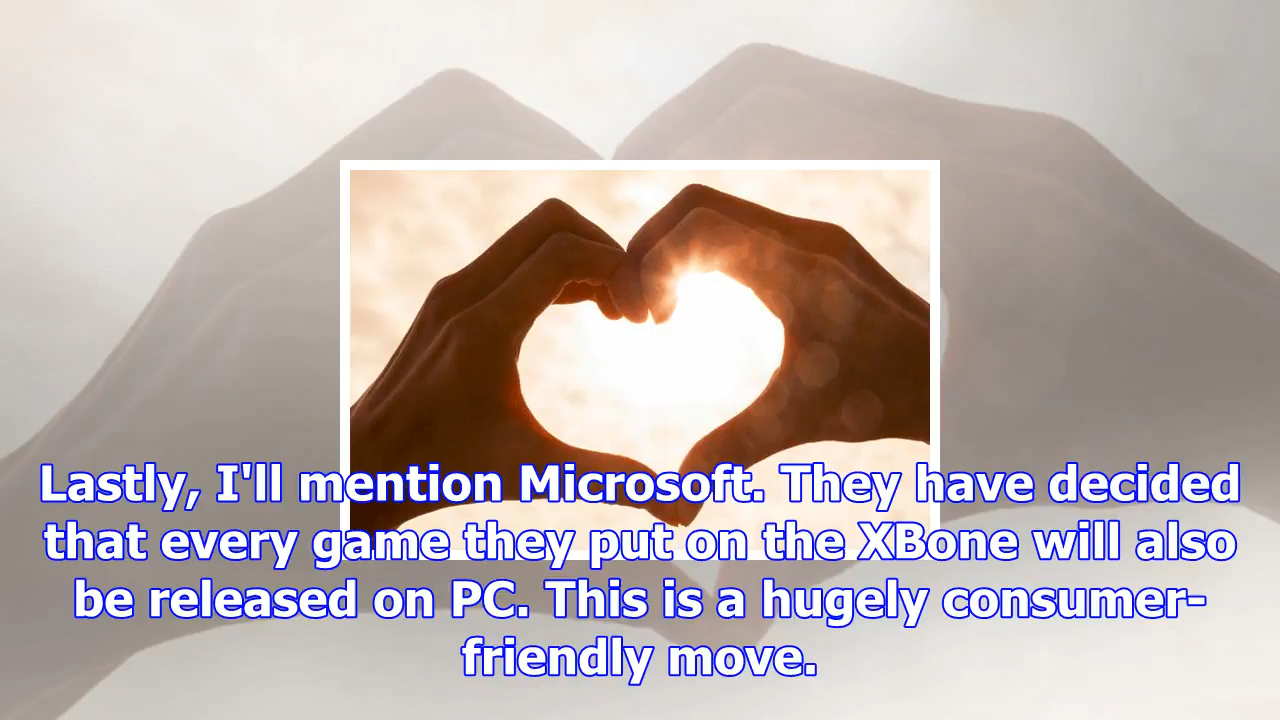 Lastly, I'll mention Microsoft. They have decided
that every game they put on the XBone will also
be released on PC. This is a hugely consumer-
friendly move.